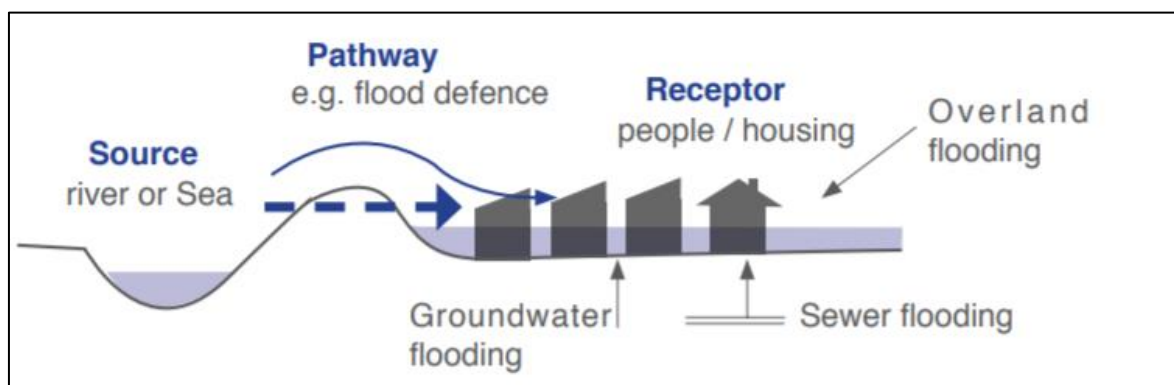 Pathway
e.g. flood defence
Receptor
people / housing
Overland
flooding
Source
river or Sea
Groundwater
flooding
Sewer flooding